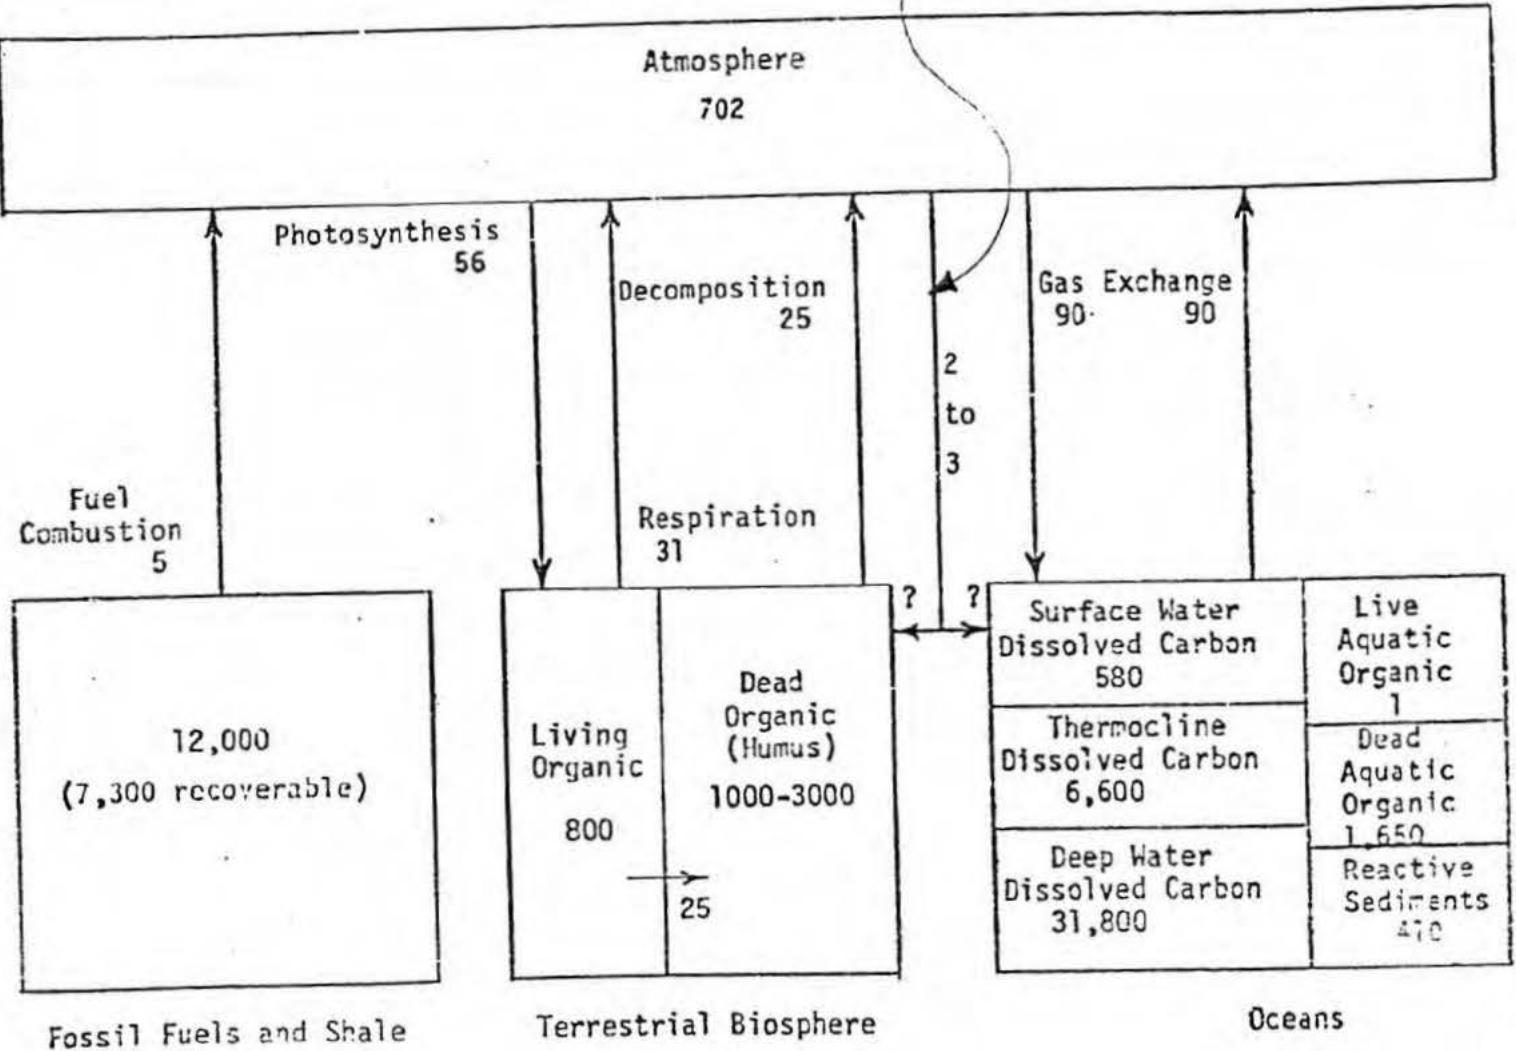 Atmosphere
702
Photosynthesis
56
Decomposition
25
Gas Exchange
90 90
2
to
3
Fuel
Combustion
5
Respiration
31
? ?
12,000
(7,300 recoverable)
Living
Organic
800
25
Dead
Organic
(Humus)
1000-3000
Surface Water
Dissolved Carbon
580
Thermocline
Dissolved Carbon
6,600
Deep Water
Dissolved Carbon
31,800
Live
Aquatic
Organic
1
Dead
Aquatic
Organic
1,650
Reactive
Sediments
470
Fossil Fuels and Shale
Terrestrial Biosphere
Oceans